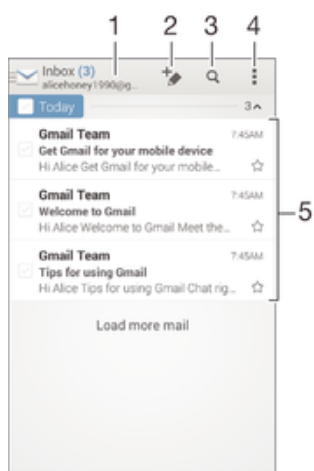 1 2 3 4
Inbox (3)
alicehoney1990@g...
Today 3
Gmail Team 7:45AM
Get Gmail for your mobile device
Hi Alice Get Gmail for your mobile...
Gmail Team 7:45AM
Welcome to Gmail
Hi Alice Welcome to Gmail Meet the...
5
Gmail Team 7:45AM
Tips for using Gmail
Hi Alice Tips for using Gmail Chat rig...
Load more mail